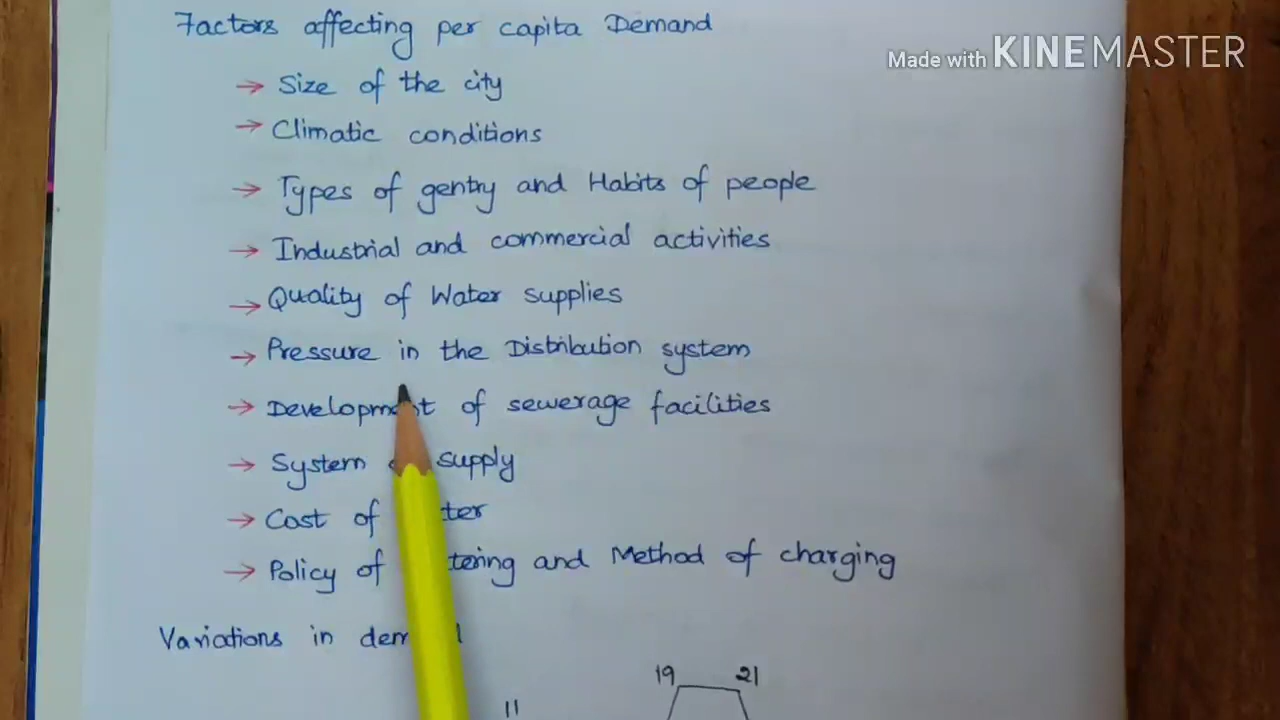 Factors affecting per capita Demand
Made with KINEMASTER
→ Size of the city
→ Climatic conditions
→ Types of gentry and Habits of people
→ Industrial and commercial activities
→ Quality of Water supplies
→ Pressure in the Distribution system
→ Development of sewerage facilities
→ System supply
→ Cost of
→ Policy of and Method of charging
Variations in
19 21
11